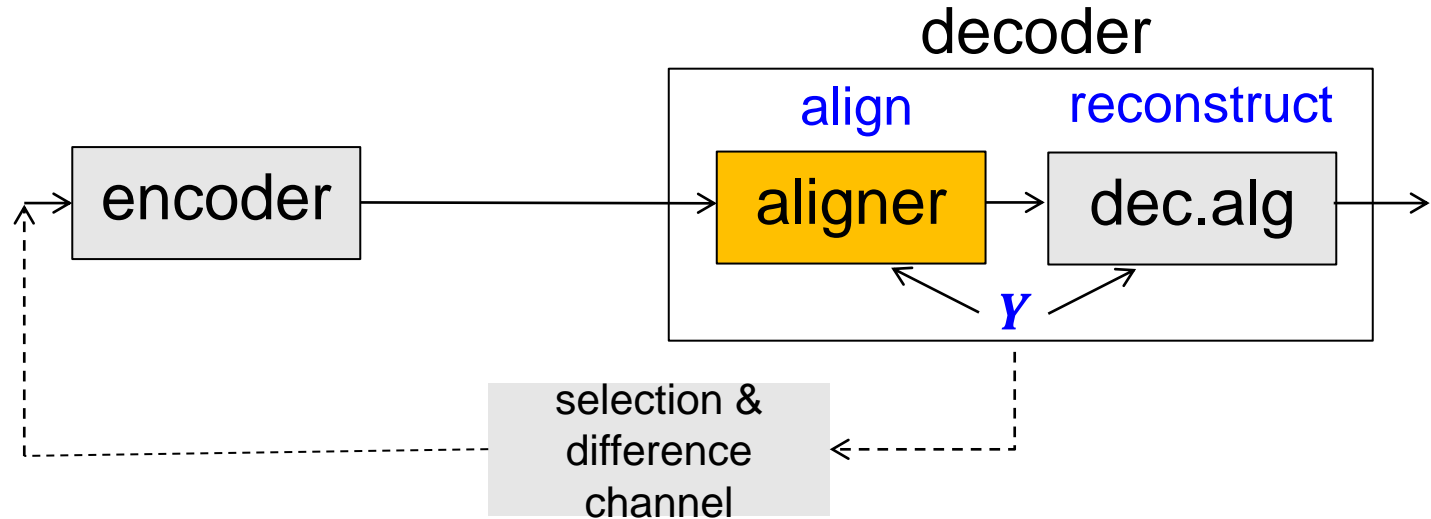 decoder
align
reconstruct
encoder
aligner
dec.alg
Y
selection &
difference
channel